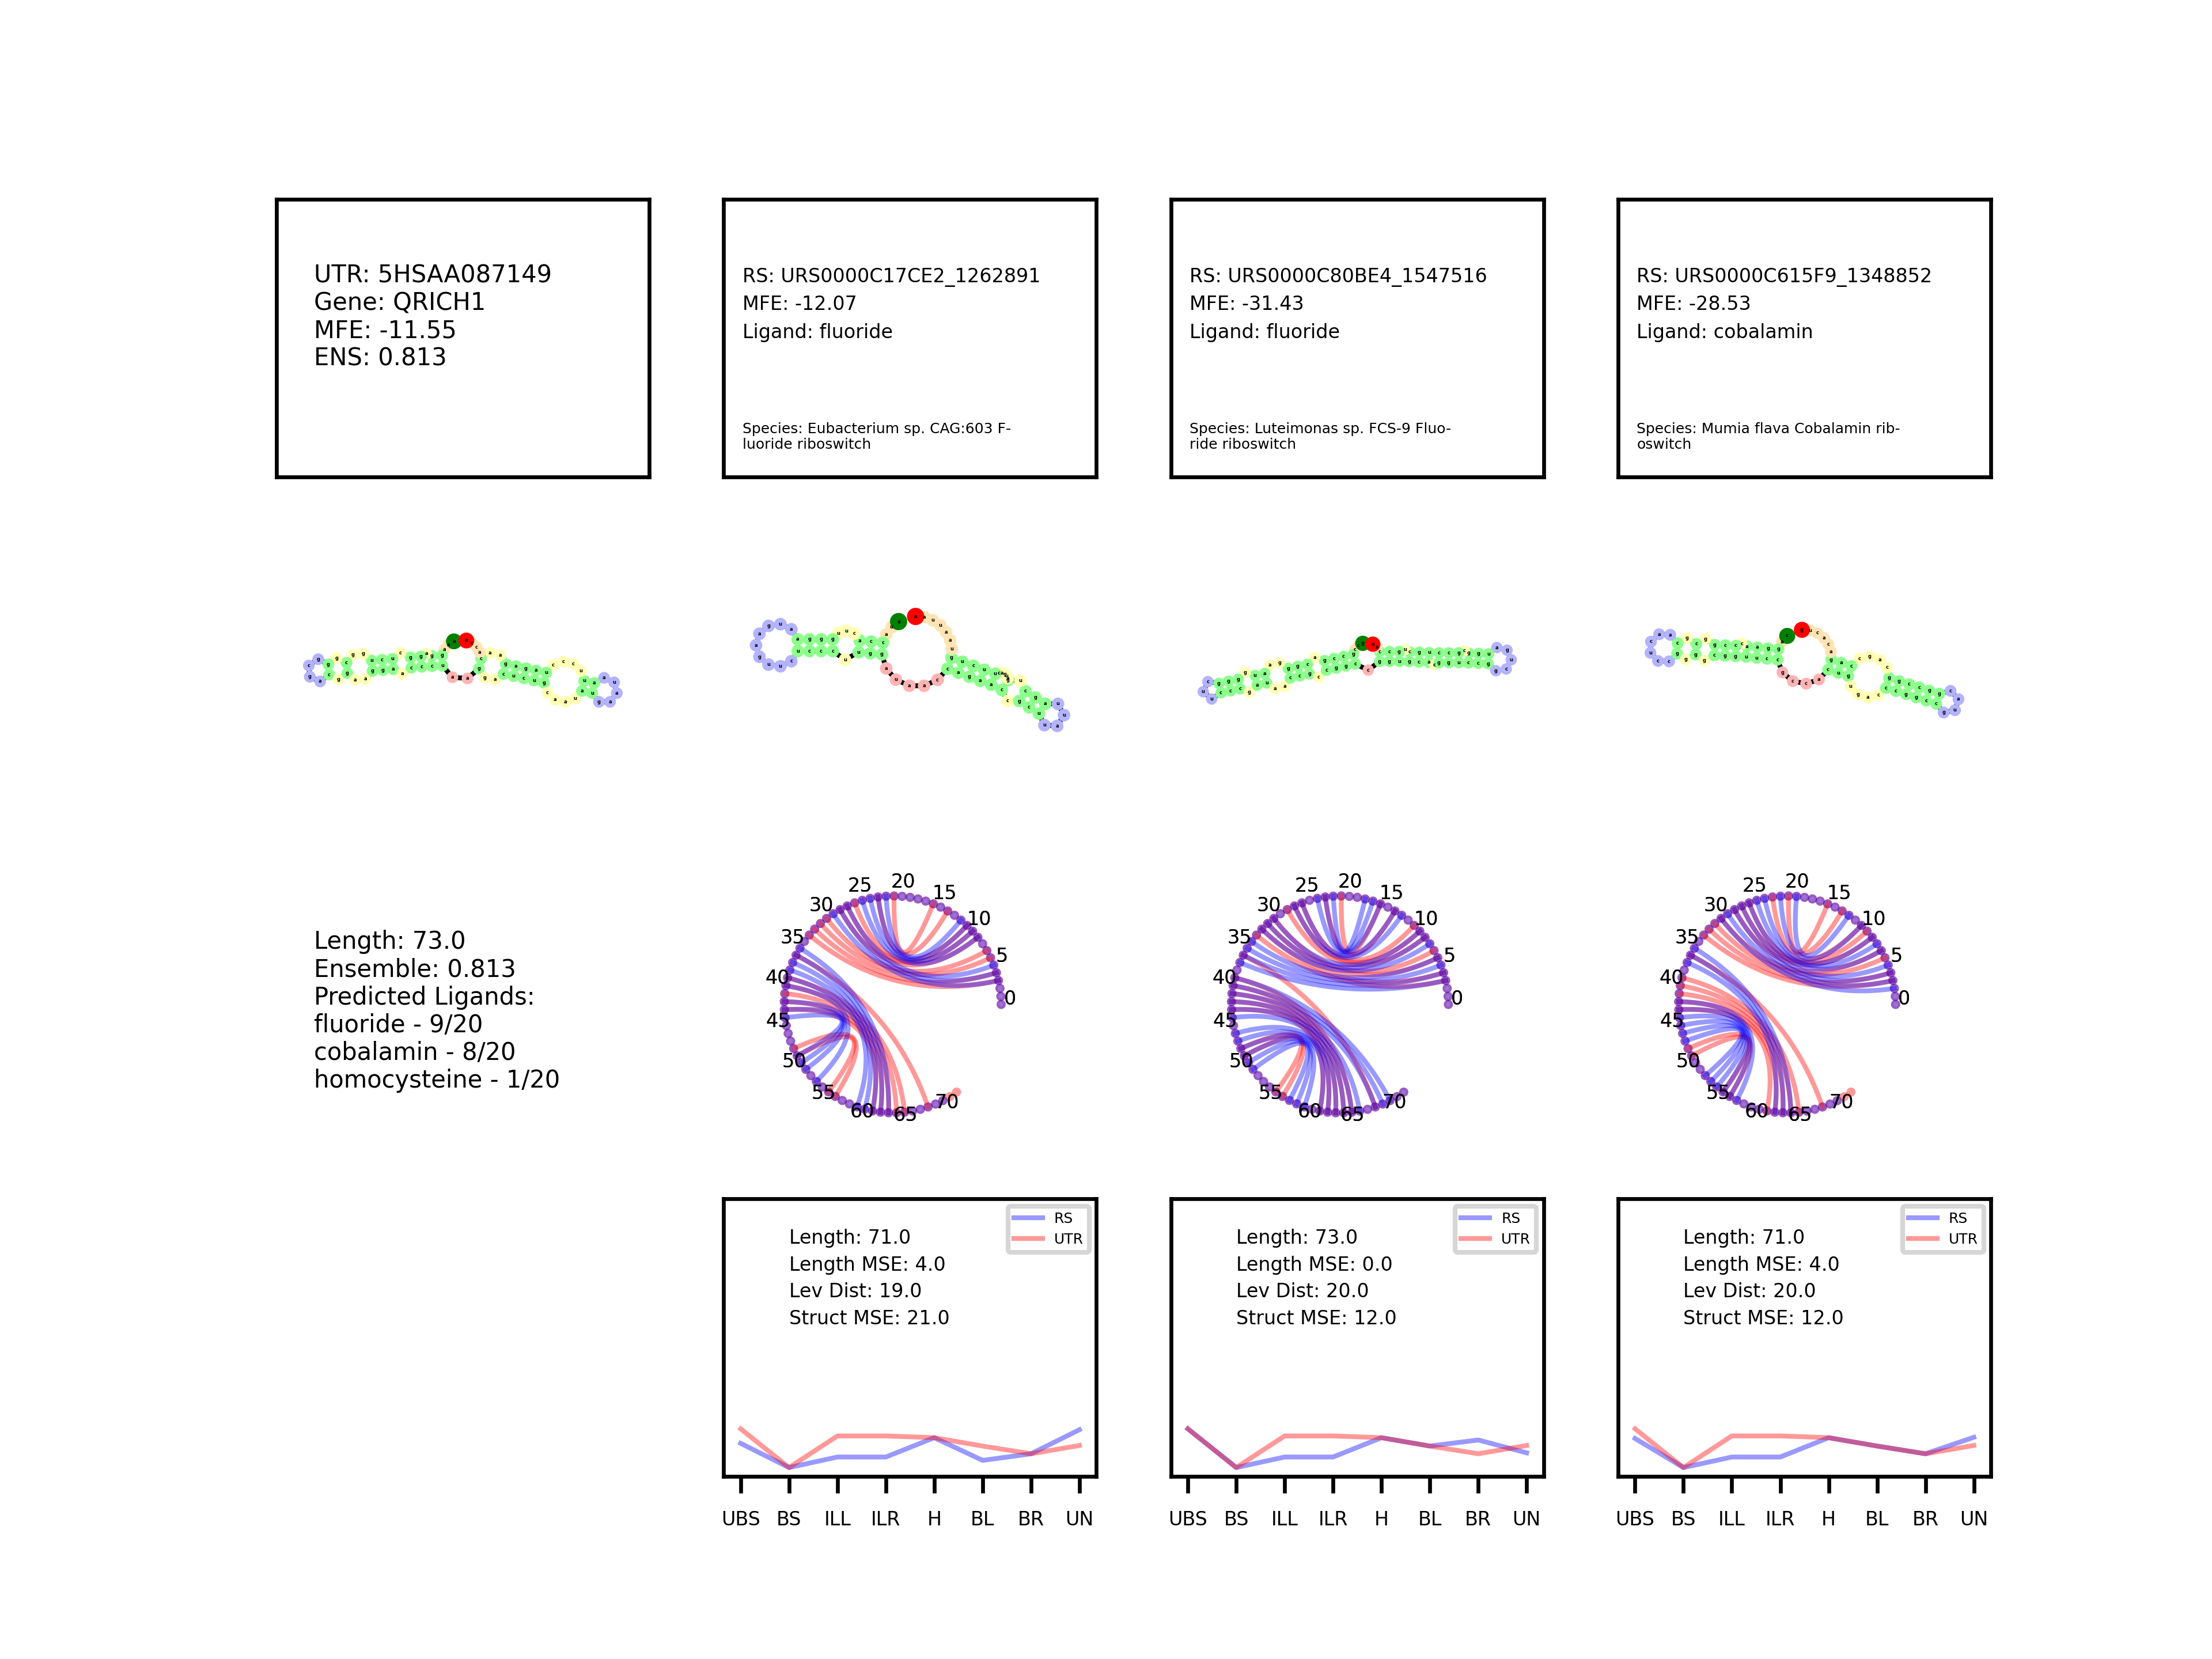 UTR: 5HSAA087149
Gene: QRICH1
MFE: -11.55
ENS: 0.813
RS: URS0000C17CE2_1262891
MFE: -12.07
Ligand: fluoride
Species: Eubacterium sp. CAG:603 F-
luoride riboswitch
RS: URS0000C80BE4_1547516
MFE: -31.43
Ligand: fluoride
Species: Luteimonas sp. FCS-9 Fluo-
ride riboswitch
RS: URS0000C615F9_1348852
MFE: -28.53
Ligand: cobalamin
Species: Mumia flava Cobalamin rib-
oswitch
Length: 73.0
Ensemble: 0.813
Predicted Ligands:
fluoride - 9/20
cobalamin - 8/20
homocysteine - 1/20
0
5
10
15
20
25
30
35
40
45
50
55
60
65
70
0
5
10
15
20
25
30
35
40
45
50
55
60
65
70
0
5
10
15
20
25
30
35
40
45
50
55
60
65
70
RS
UTR
Length: 71.0
Length MSE: 4.0
Lev Dist: 19.0
Struct MSE: 21.0
UBS BS ILL ILR H BL BR UN
RS
UTR
Length: 73.0
Length MSE: 0.0
Lev Dist: 20.0
Struct MSE: 12.0
UBS BS ILL ILR H BL BR UN
RS
UTR
Length: 71.0
Length MSE: 4.0
Lev Dist: 20.0
Struct MSE: 12.0
UBS BS ILL ILR H BL BR UN